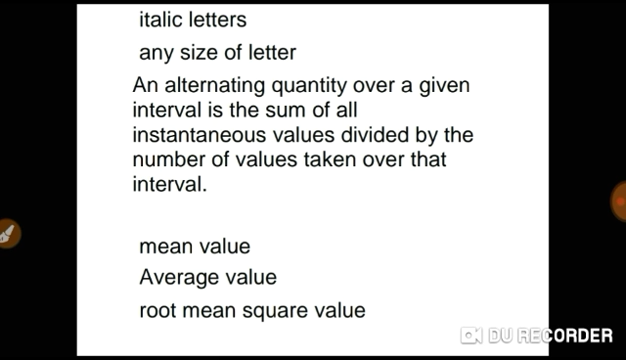 italic letters
any size of letter
An alternating quantity over a given
interval is the sum of all
instantaneous values divided by the
number of values taken over that
interval.
mean value
Average value
root mean square value
DU RECORDER